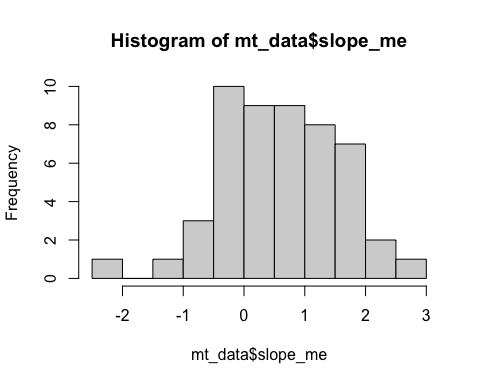 Histogram of mt_data$slope_me
Frequency
10
8
6
4
2
0
-2 -1 0 1 2 3
mt_data$slope_me